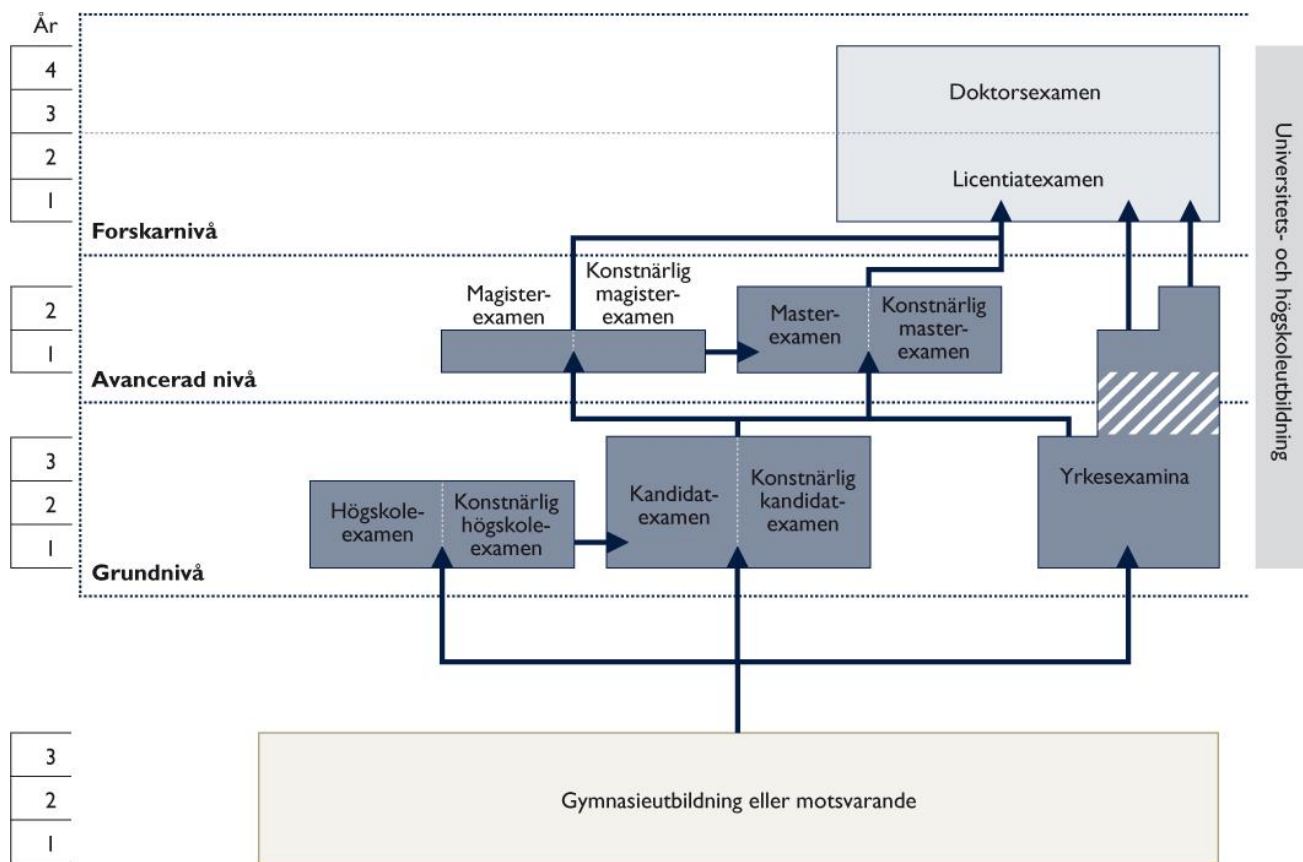 År
4
3
2
1
Doktorsexamen
Licentiatexamen
Forskarnivå
2
1
Magister-
examen
Konstnärlig
magister-
examen
Master-
examen
Konstnärlig
master-
examen
Avancerad nivå
3
2
1
Högskole-
examen
Konstnärlig
högskole-
examen
Kandidat-
examen
Konstnärlig
kandidat-
examen
Yrkesexamina
Grundnivå
Universitets- och högskoleutbildning
3
2
1
Gymnasieutbildning eller motsvarande